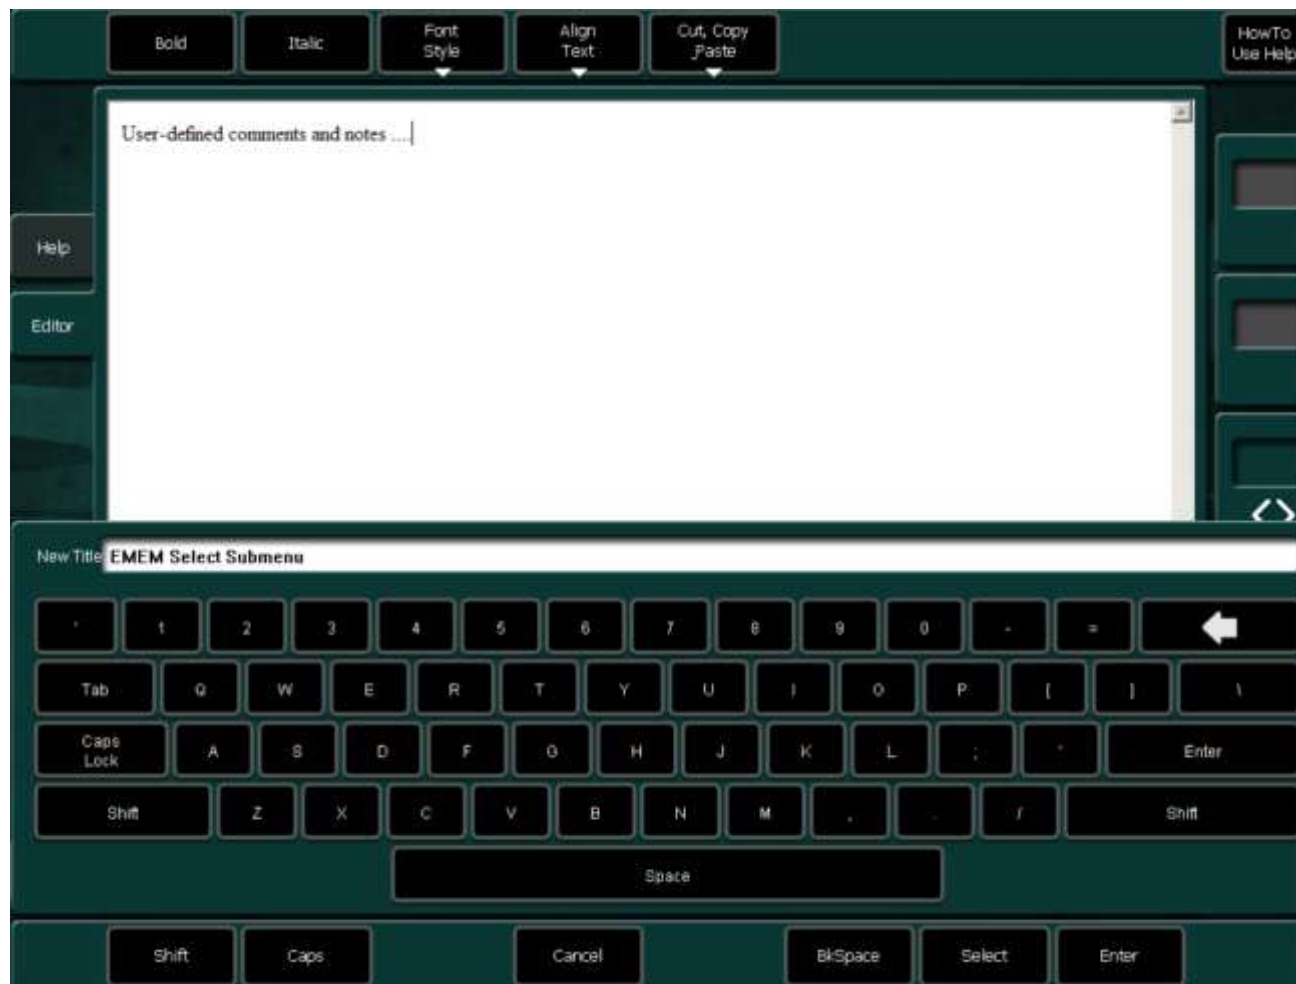 Bold Italic Font Style Align Text Cut, Copy Paste HowTo Use Help
User-defined comments and notes ...
Help
Editor
<>
New Title EMEM Select Submenu
1 2 3 4 5 6 7 8 9 0 - =
Tab Q W E R T Y U I O P [ ] \
Caps Lock A S D F G H J K L ; ' Enter
Shift Z X C V B N M , . / Shift
Space
Shift Caps Cancel BkSpace Select Enter